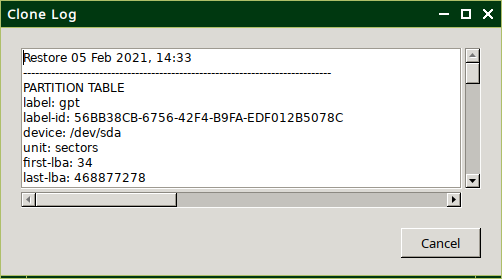 Clone Log
Restore 05 Feb 2021, 14:33
--------------------------------------------------------------------------------
PARTITION TABLE
label: gpt
label-id: 56BB38CB-6756-42F4-B9FA-EDF012B5078C
device: /dev/sda
unit: sectors
first-lba: 34
last-lba: 468877278
Cancel